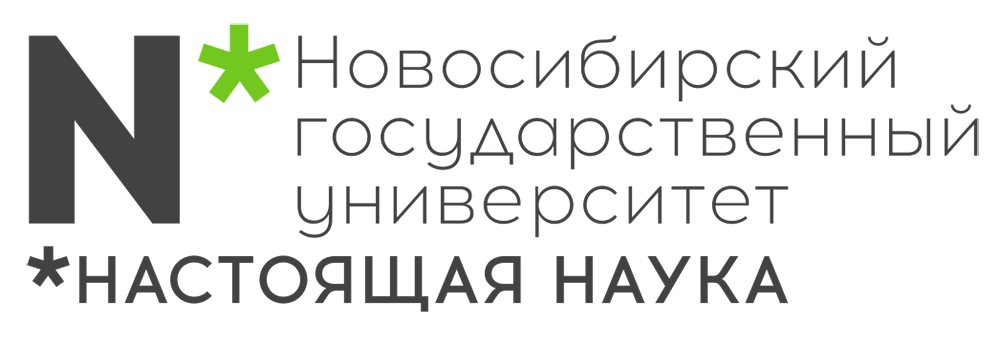 N*
Новосибирский
государственный
университет
*НАСТОЯЩАЯ НАУКА